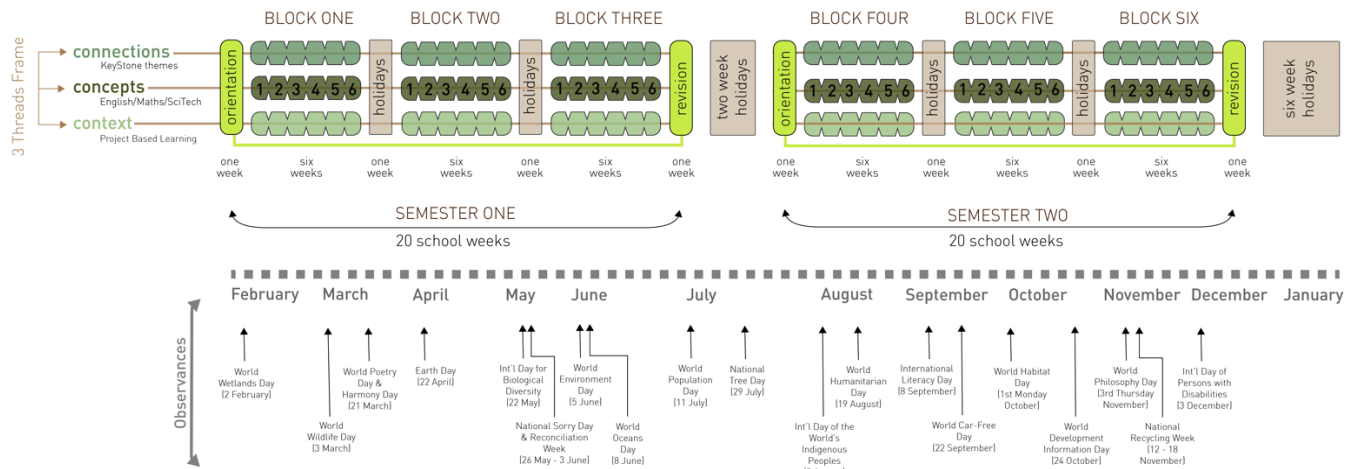 BLOCK ONE
BLOCK TWO
BLOCK THREE
BLOCK FOUR
BLOCK FIVE
BLOCK SIX
3 Threads Frame
connections
KeyStone themes
concepts
English/Maths/SciTech
context
Project Based Learning
orientation
1 2 3 4 5 6
holidays
1 2 3 4 5 6
holidays
1 2 3 4 5 6
revision
two week
holidays
orientation
1 2 3 4 5 6
holidays
1 2 3 4 5 6
holidays
1 2 3 4 5 6
revision
six week
holidays
one
week
six
weeks
one
week
six
weeks
one
week
six
weeks
one
week
one
week
six
weeks
one
week
six
weeks
one
week
six
weeks
one
week
SEMESTER ONE
20 school weeks
SEMESTER TWO
20 school weeks
February
March
April
May
June
July
August
September
October
November
December
January
Observances
World
Wetlands Day
(2 February)
World
Wildlife Day
(3 March)
World Poetry
Day &
Harmony Day
(21 March)
Earth Day
(22 April)
Int'l Day for
Biological
Diversity
(22 May)
National Sorry Day
& Reconciliation
Week
(26 May - 3 June)
World
Environment
Day
(5 June)
World
Oceans
Day
(8 June)
World
Population
Day
(11 July)
National
Tree Day
(29 July)
Int'l Day of the
World's
Indigenous
Peoples
World
Humanitarian
Day
(19 August)
International
Literacy Day
(8 September)
World Car-Free
Day
(22 September)
World Habitat
Day
(1st Monday
October)
World
Development
Information Day
(24 October)
World
Philosophy Day
(3rd Thursday
November)
National
Recycling Week
(12 - 18
November)
Int'l Day of
Persons with
Disabilities
(3 December)